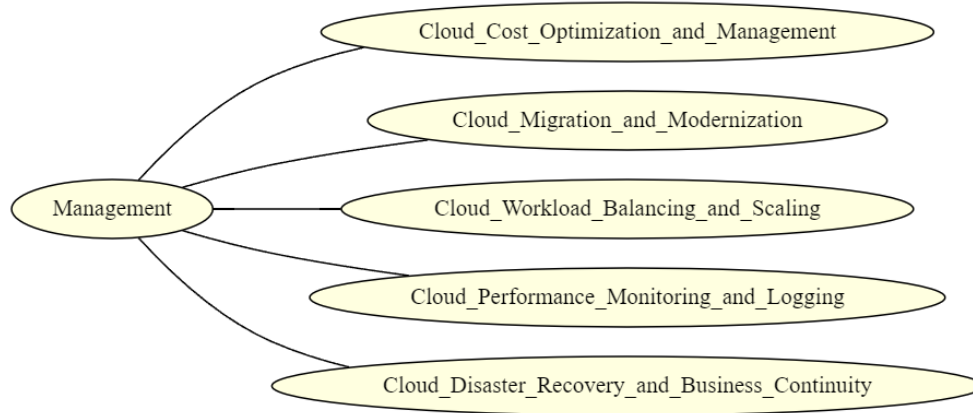 Cloud_Cost_Optimization_and_Management
Cloud_Migration_and_Modernization
Management
Cloud_Workload_Balancing_and_Scaling
Cloud_Performance_Monitoring_and_Logging
Cloud_Disaster_Recovery_and_Business_Continuity